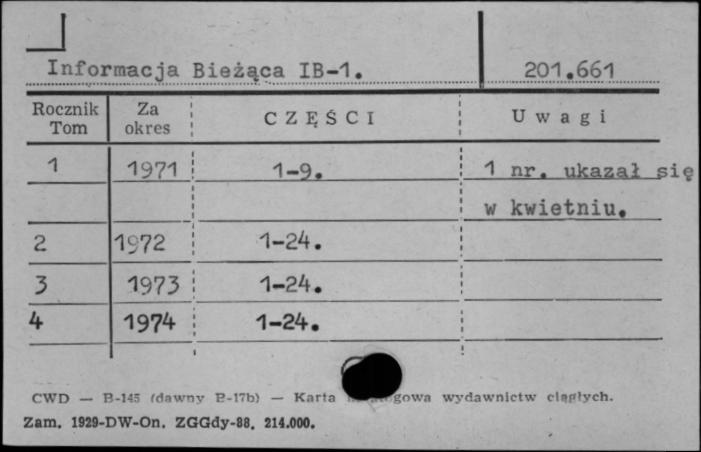 Informacja Bieżąca IB-1. 201.661
Rocznik Tom Za okres CZĘŚCI Uwagi
1 1971 1-9. 1 nr. ukazał się
w kwietniu.
2 1972 1-24.
3 1973 1-24.
4 1974 1-24.
CWD — B-145 (dawny B-17b) — Karta wydawnictw ciągłych.
Zam. 1929-DW-On. ZGGdy-88. 214.000.